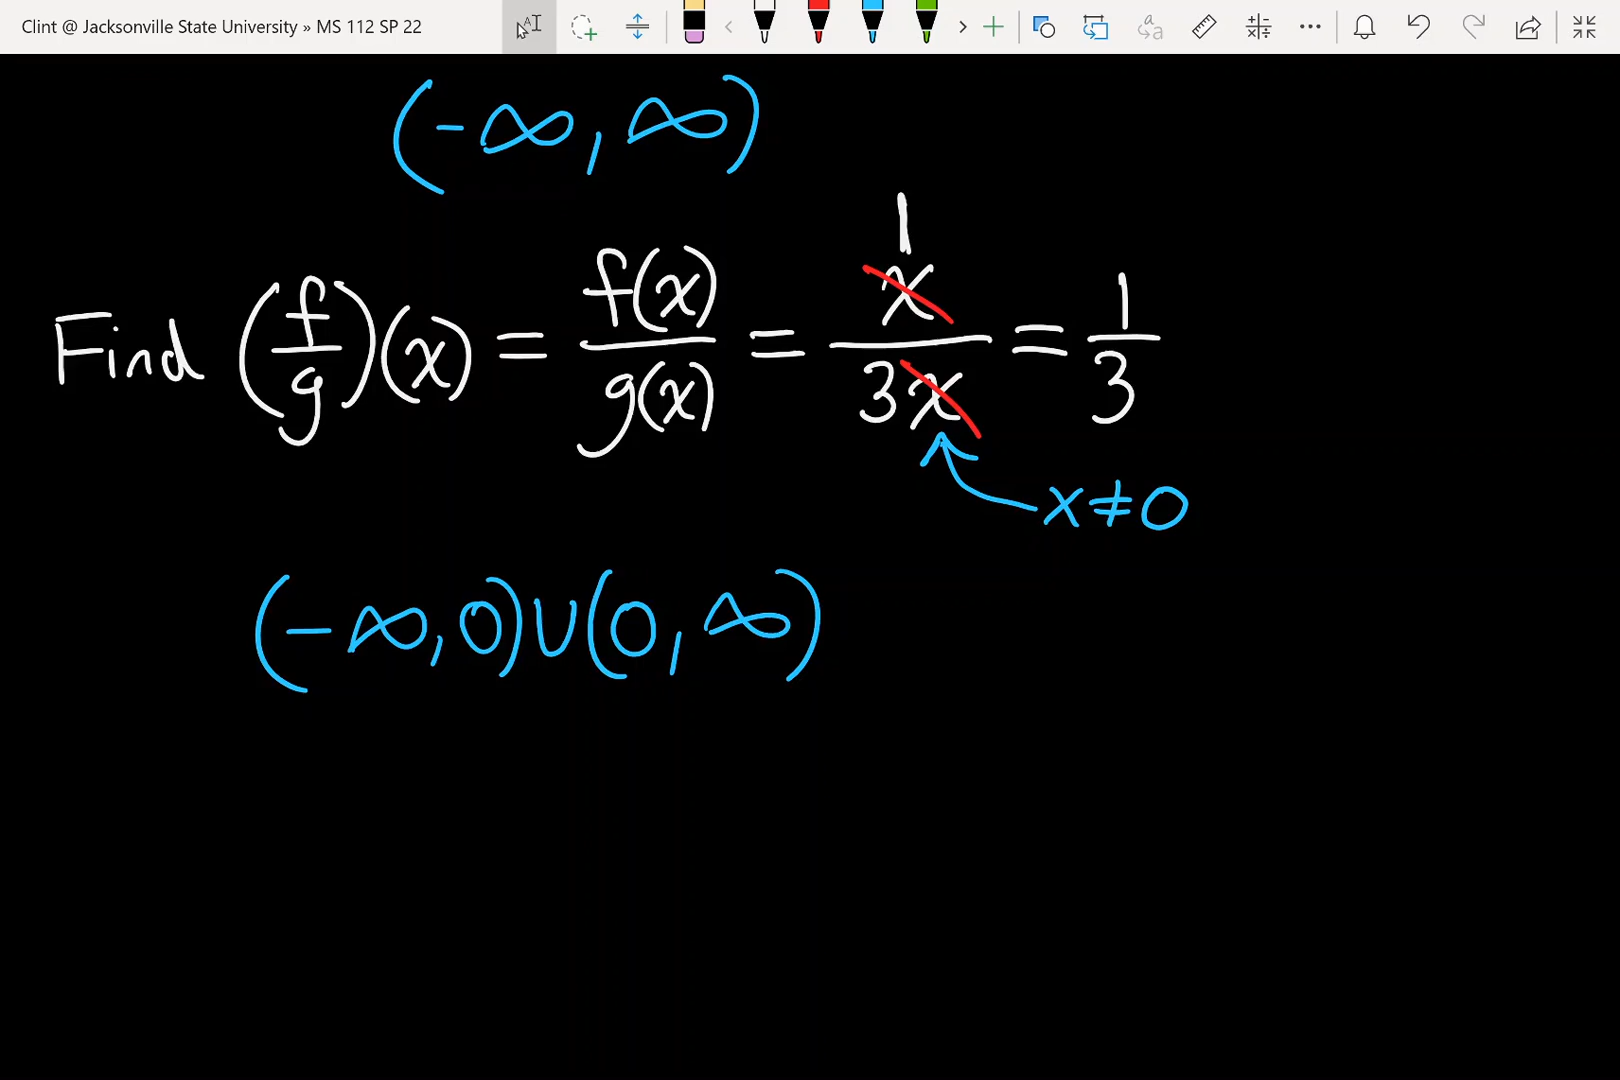 Clint @ Jacksonville State University » MS 112 SP 22
(-∞, ∞)
Find (f/g)(x) = f(x)/g(x) = 1 x/3x = 1/3
x ≠ 0
(-∞, 0) ∪ (0, ∞)